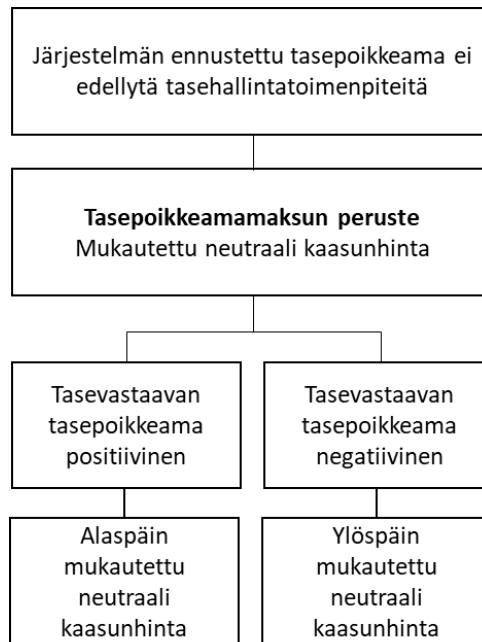 Järjestelmän ennustettu tasepoikkeama ei
edellytä tasehallintatoimenpiteitä
Tasepoikkeamamaksun peruste
Mukautettu neutraali kaasunhinta
Tasevastaavan
tasepoikkeama
positiivinen
Tasevastaavan
tasepoikkeama
negatiivinen
Alaspäin
mukautettu
neutraali
kaasunhinta
Ylöspäin
mukautettu
neutraali
kaasunhinta